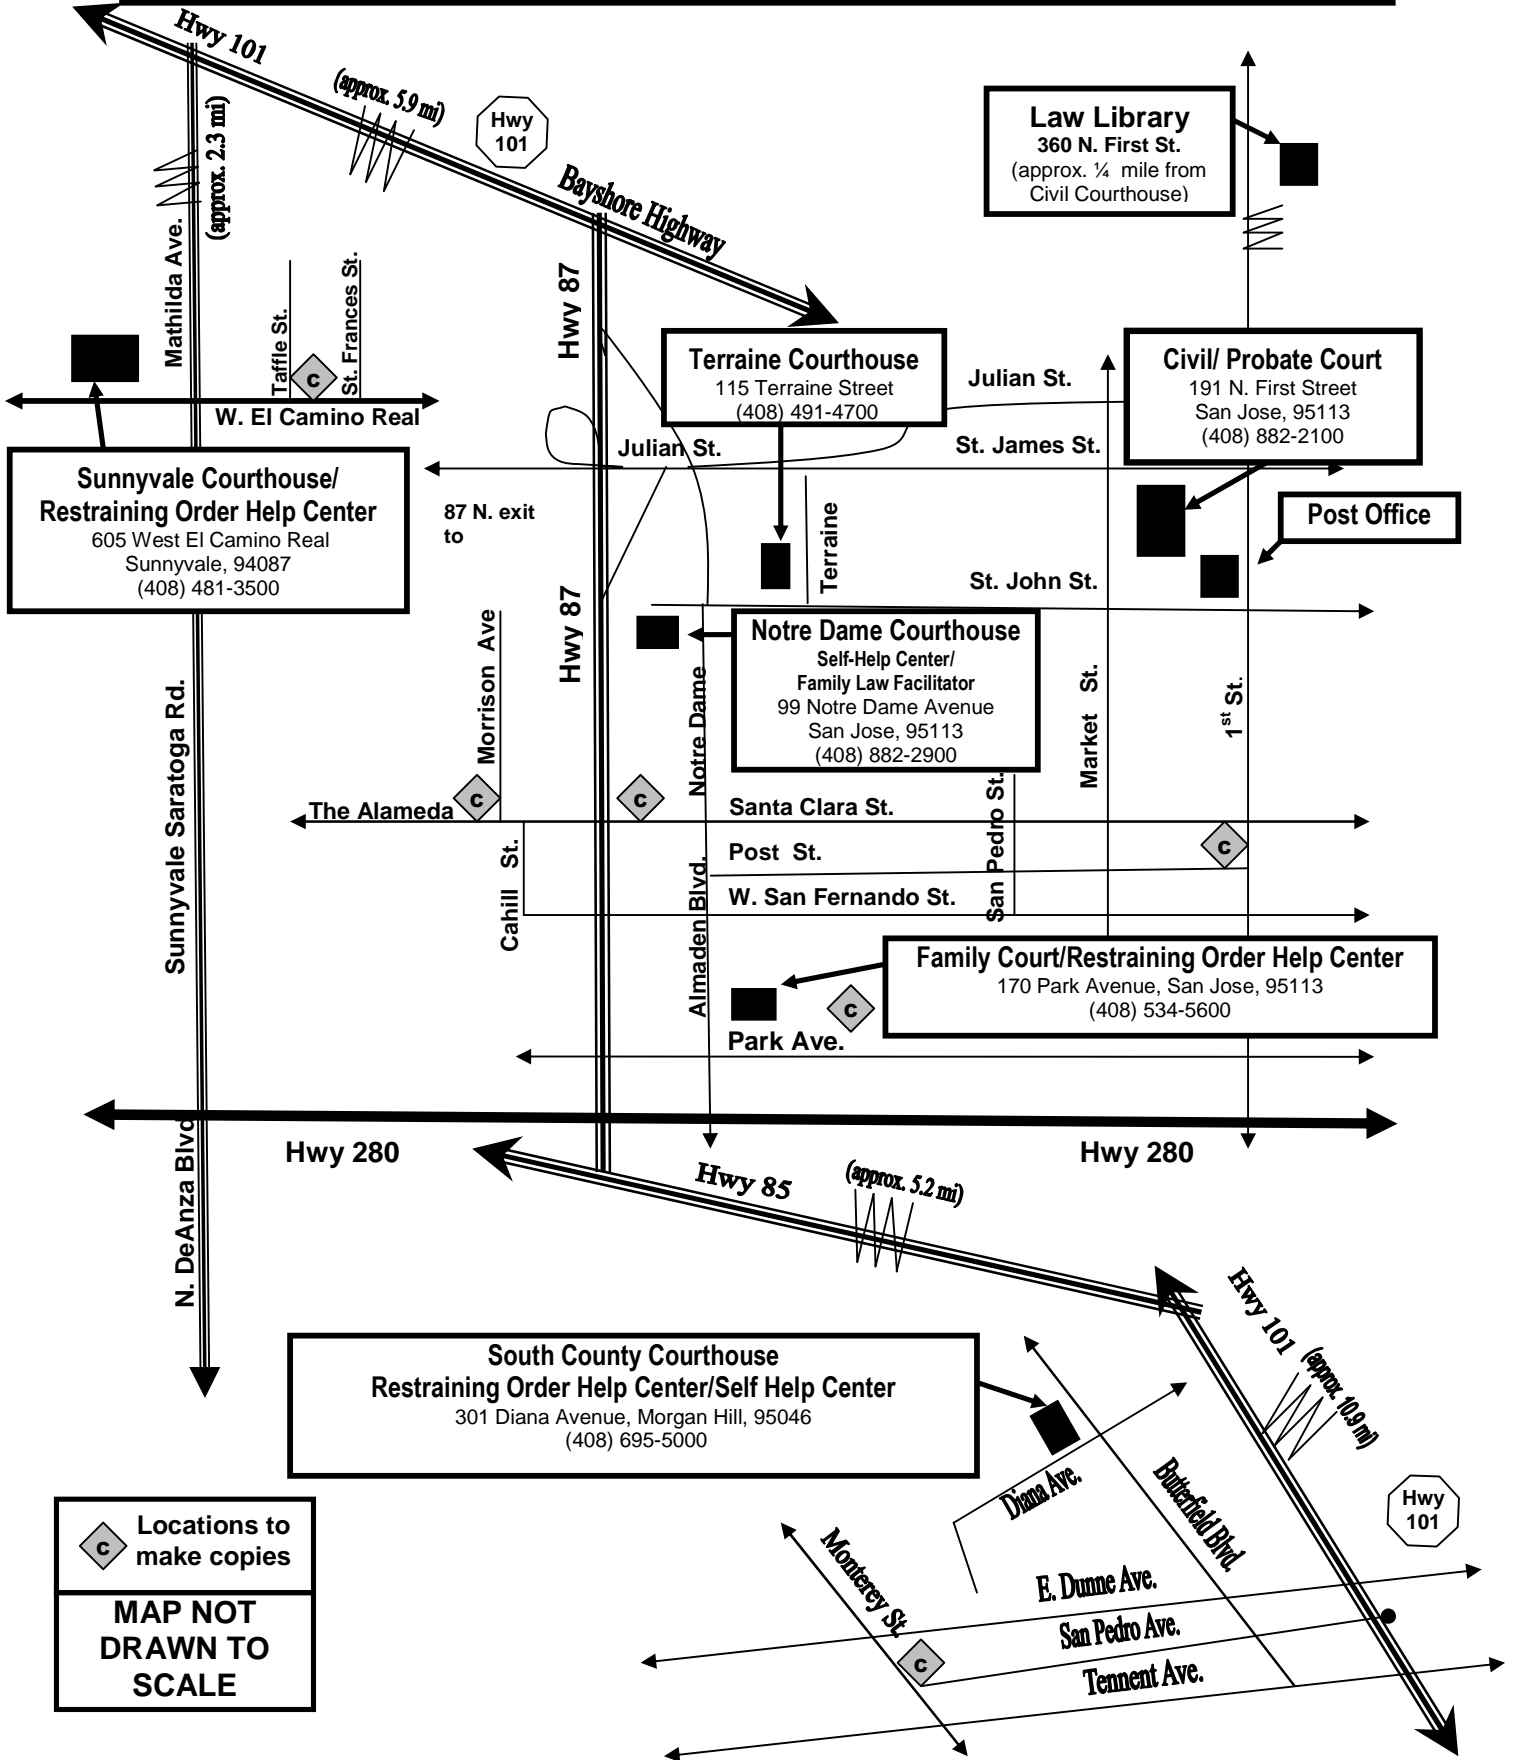 Hwy 101
(approx. 5.9 mi)
Hwy
101
Bayshore Highway
(approx. 2.3 mi)
Mathilda Ave.
Law Library
360 N. First St.
(approx. ¼ mile from
Civil Courthouse)
Hwy 87
Taffle St.
c
St. Frances St.
W. El Camino Real
Terraine Courthouse
115 Terraine Street
(408) 491-4700
Julian St.
Civil/ Probate Court
191 N. First Street
San Jose, 95113
(408) 882-2100
Julian St.
St. James St.
Sunnyvale Courthouse/
Restraining Order Help Center
605 West El Camino Real
Sunnyvale, 94087
(408) 481-3500
87 N. exit
to
Terraine
Post Office
St. John St.
Hwy 87
Morrison Ave
Notre Dame Courthouse
Self-Help Center/
Family Law Facilitator
99 Notre Dame Avenue
San Jose, 95113
(408) 882-2900
Notre Dame
Market St.
1st St.
Sunnyvale Saratoga Rd.
The Alameda
c
c
Santa Clara St.
San Pedro St.
Post St.
c
Cahill St.
W. San Fernando St.
Almaden Blvd.
Family Court/Restraining Order Help Center
170 Park Avenue, San Jose, 95113
(408) 534-5600
c
Park Ave.
N. DeAnza Blvd
Hwy 280
Hwy 280
Hwy 85
(approx. 5.2 mi)
Hwy 101
(approx. 10.9 mi)
South County Courthouse
Restraining Order Help Center/Self Help Center
301 Diana Avenue, Morgan Hill, 95046
(408) 695-5000
Diana Ave.
Butterfield Blvd.
Hwy
101
Monterey St.
E. Dunne Ave.
San Pedro Ave.
c
Tennent Ave.
c
Locations to
make copies
MAP NOT
DRAWN TO
SCALE